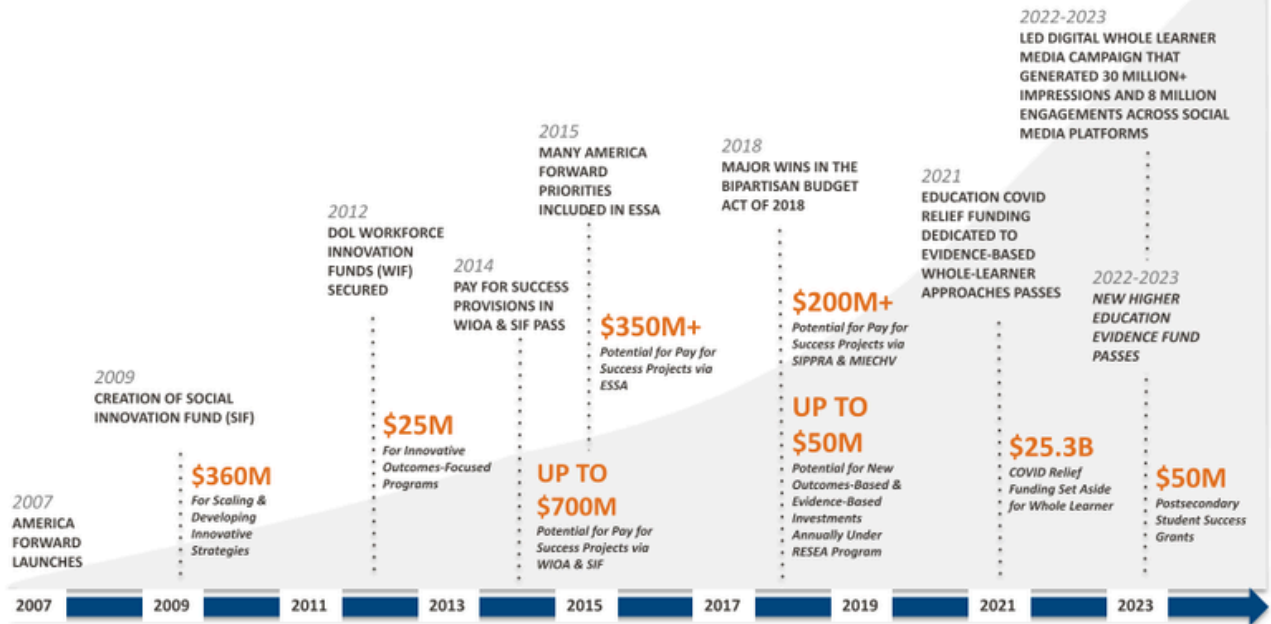 2007
AMERICA
FORWARD
LAUNCHES
2009
CREATION OF SOCIAL
INNOVATION FUND (SIF)
$360M
For Scaling &
Developing
Innovative
Strategies
2012
DOL WORKFORCE
INNOVATION
FUNDS (WIF)
SECURED
$25M
For Innovative
Outcomes-Focused
Programs
2014
PAY FOR SUCCESS
PROVISIONS IN
WIOA & SIF PASS
UP TO
$700M
Potential for Pay for
Success Projects via
WIOA & SIF
2015
MANY AMERICA
FORWARD
PRIORITIES
INCLUDED IN ESSA
$350M+
Potential for Pay for
Success Projects via
ESSA
2018
MAJOR WINS IN THE
BIPARTISAN BUDGET
ACT OF 2018
$200M+
Potential for Pay for
Success Projects via
SIPPRA & MIECHV
UP TO
$50M
Potential for New
Outcomes-Based &
Evidence-Based
Investments
Annually Under
RESEA Program
2021
EDUCATION COVID
RELIEF FUNDING
DEDICATED TO
EVIDENCE-BASED
WHOLE-LEARNER
APPROACHES PASSES
$25.3B
COVID Relief
Funding Set Aside
for Whole Learner
2022-2023
LED DIGITAL WHOLE LEARNER
MEDIA CAMPAIGN THAT
GENERATED 30 MILLION+
IMPRESSIONS AND 8 MILLION
ENGAGEMENTS ACROSS SOCIAL
MEDIA PLATFORMS
2022-2023
NEW HIGHER
EDUCATION
EVIDENCE FUND
PASSES
$50M
Postsecondary
Student Success
Grants
2007 2009 2011 2013 2015 2017 2019 2021 2023